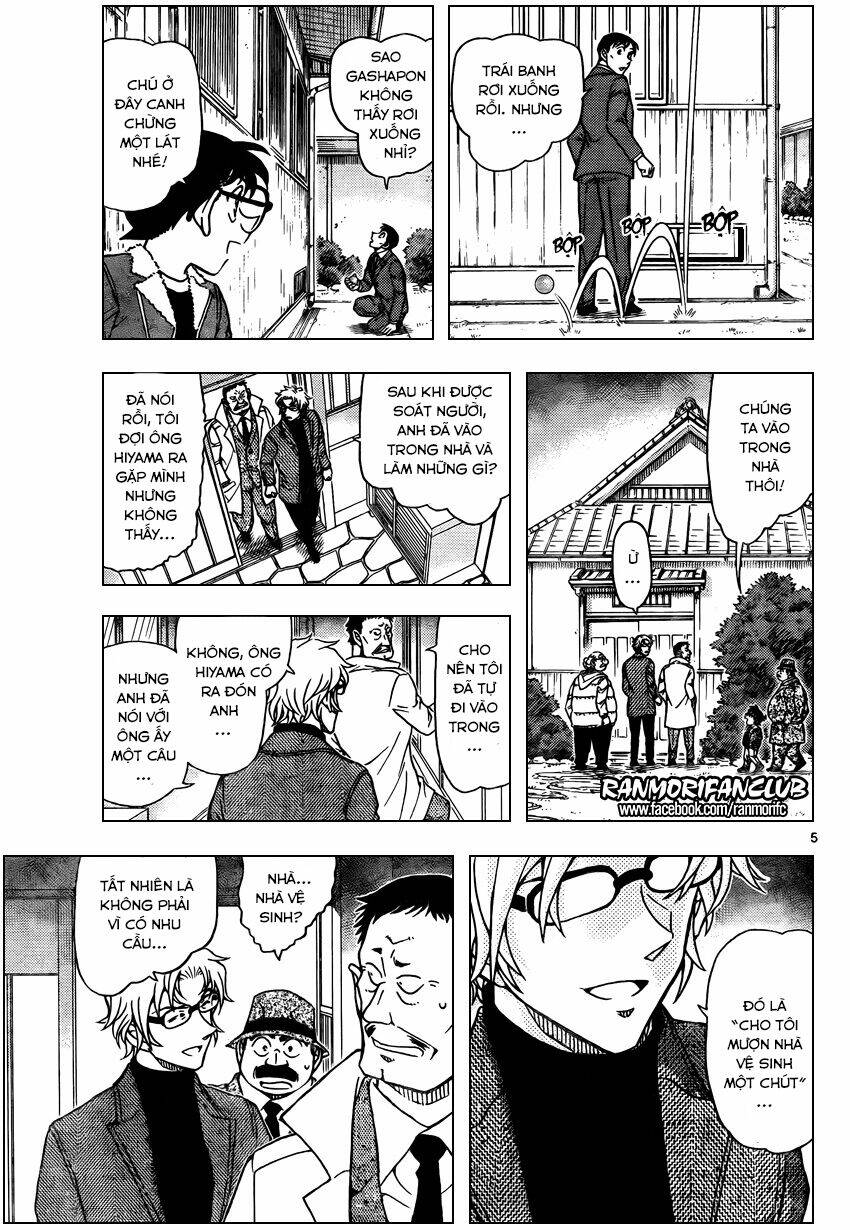 TRÁI BANH
RƠI XUỐNG
RỒI. NHƯNG
...
BỘP
BỘP
BỘP
SAO
GASHAPON
KHÔNG
THẤY RƠI
XUỐNG
NHỈ?
CHÚ Ở
ĐÂY CANH
CHỪNG
MỘT LÁT
NHÉ!
CHÚNG
TA VÀO
TRONG
NHÀ
THÔI!
Ừ
...
RANMORIFANCLUB
www.facebook.com/ranmorifc
SAU KHI ĐƯỢC
SOÁT NGƯỜI,
ANH ĐÃ VÀO
TRONG NHÀ VÀ
LÀM NHỮNG GÌ?
ĐÃ NÓI
RỒI, TÔI
ĐỢI ÔNG
HIYAMA RA
GẶP MÌNH
NHƯNG
KHÔNG
THẤY...
CHO
NÊN TÔI
ĐÃ TỰ
ĐI VÀO
TRONG...
KHÔNG, ÔNG
HIYAMA CÓ
RA ĐÓN
ANH ...
NHƯNG
ANH ĐÃ
NÓI VỚI
ÔNG ẤY
MỘT CÂU
...
5
ĐÓ LÀ
"CHO TÔI
MƯỢN NHÀ
VỆ SINH
MỘT CHÚT"
...
NHÀ...
NHÀ VỆ
SINH?
TẤT NHIÊN LÀ
KHÔNG PHẢI
VÌ CÓ NHU
CẦU...